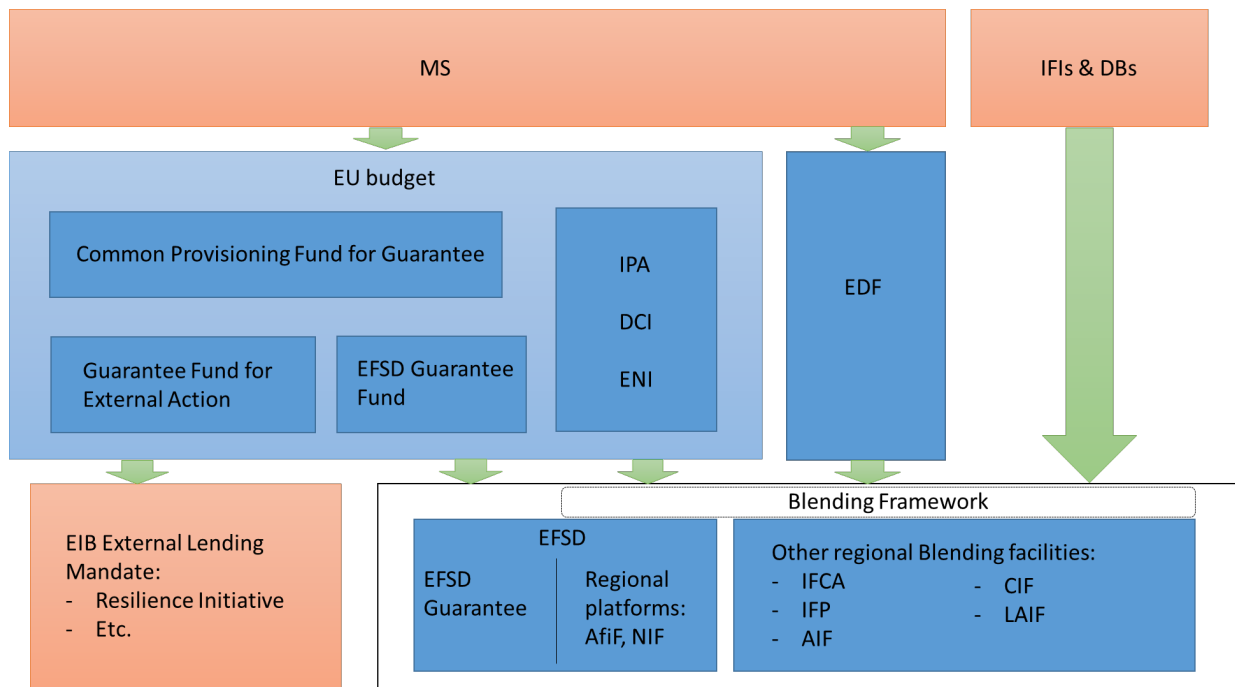 MS
IFIs & DBs
EU budget
Common Provisioning Fund for Guarantee
IPA
DCI
ENI
EDF
Guarantee Fund for
External Action
EFSD Guarantee
Fund
Blending Framework
EIB External Lending
Mandate:
- Resilience Initiative
- Etc.
EFSD
EFSD
Guarantee
Regional
platforms:
AfiF, NIF
Other regional Blending facilities:
- IFCA
- IFP
- AIF
- CIF
- LAIF